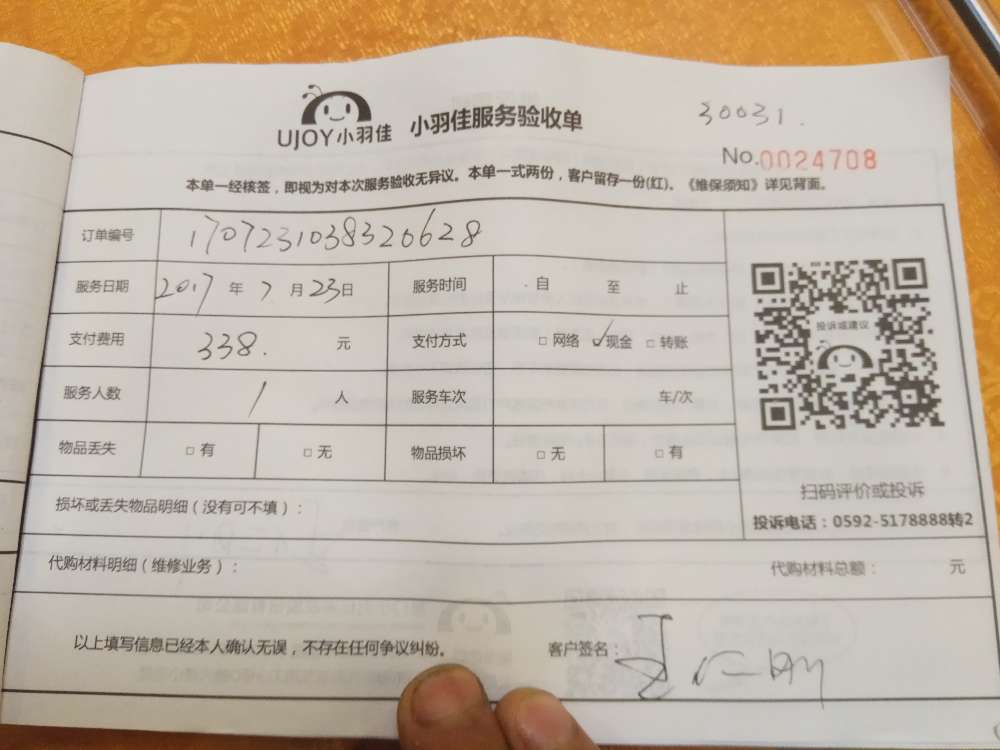 30031.
UJOY小羽佳 小羽佳服务验收单
No.0024708
本单一经核签，即视为对本次服务验收无异议。本单一式两份，客户留存一份(红)。《维保须知》详见背面。
订单编号 1707231038320628
服务日期 2017 年 7 月 23 日 服务时间 自 至 止
支付费用 338. 元 支付方式 □ 网络 ✓现金 □ 转账
服务人数 1 人 服务车次 车/次
物品丢失 □ 有 □ 无 物品损坏 □ 无 □ 有
投诉或建议
扫码评价或投诉
投诉电话：0592-5178888转2
损坏或丢失物品明细（没有可不填）：
代购材料明细（维修业务）： 代购材料总额： 元
以上填写信息已经本人确认无误，不存在任何争议纠纷。 客户签名：